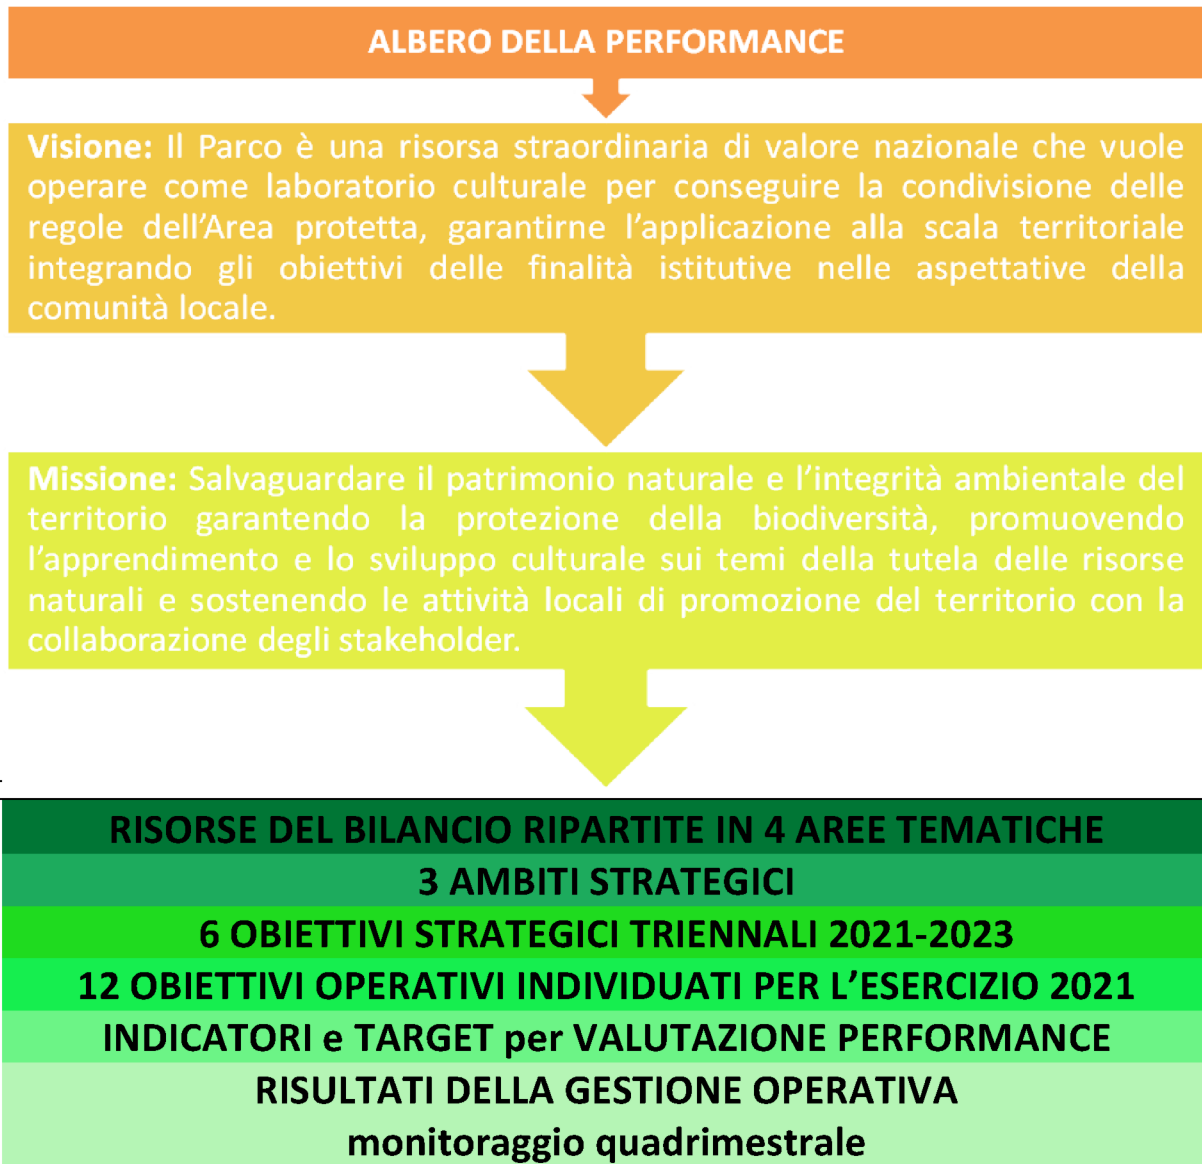 ALBERO DELLA PERFORMANCE
Visione: Il Parco è una risorsa straordinaria di valore nazionale che vuole
operare come laboratorio culturale per conseguire la condivisione delle
regole dell’Area protetta, garantirne l’applicazione alla scala territoriale
integrando gli obiettivi delle finalità istitutive nelle aspettative della
comunità locale.
Missione: Salvaguardare il patrimonio naturale e l’integrità ambientale del
territorio garantendo la protezione della biodiversità, promuovendo
l’apprendimento e lo sviluppo culturale sui temi della tutela delle risorse
naturali e sostenendo le attività locali di promozione del territorio con la
collaborazione degli stakeholder.
RISORSE DEL BILANCIO RIPARTITE IN 4 AREE TEMATICHE
3 AMBITI STRATEGICI
6 OBIETTIVI STRATEGICI TRIENNALI 2021-2023
12 OBIETTIVI OPERATIVI INDIVIDUATI PER L’ESERCIZIO 2021
INDICATORI e TARGET per VALUTAZIONE PERFORMANCE
RISULTATI DELLA GESTIONE OPERATIVA
monitoraggio quadrimestrale